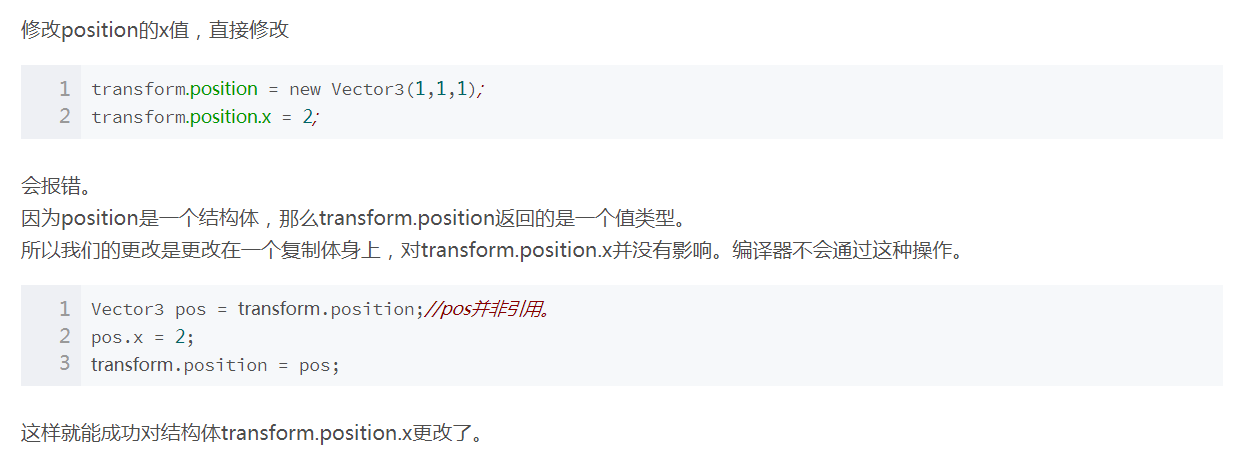 修改position的x值，直接修改
1 transform.position = new Vector3(1,1,1);
2 transform.position.x = 2;
会报错。
因为position是一个结构体，那么transform.position返回的是一个值类型。
所以我们的更改是更改在一个复制体身上，对transform.position.x并没有影响。编译器不会通过这种操作。
1 Vector3 pos = transform.position;//pos并非引用。
2 pos.x = 2;
3 transform.position = pos;
这样就能成功对结构体transform.position.x更改了。